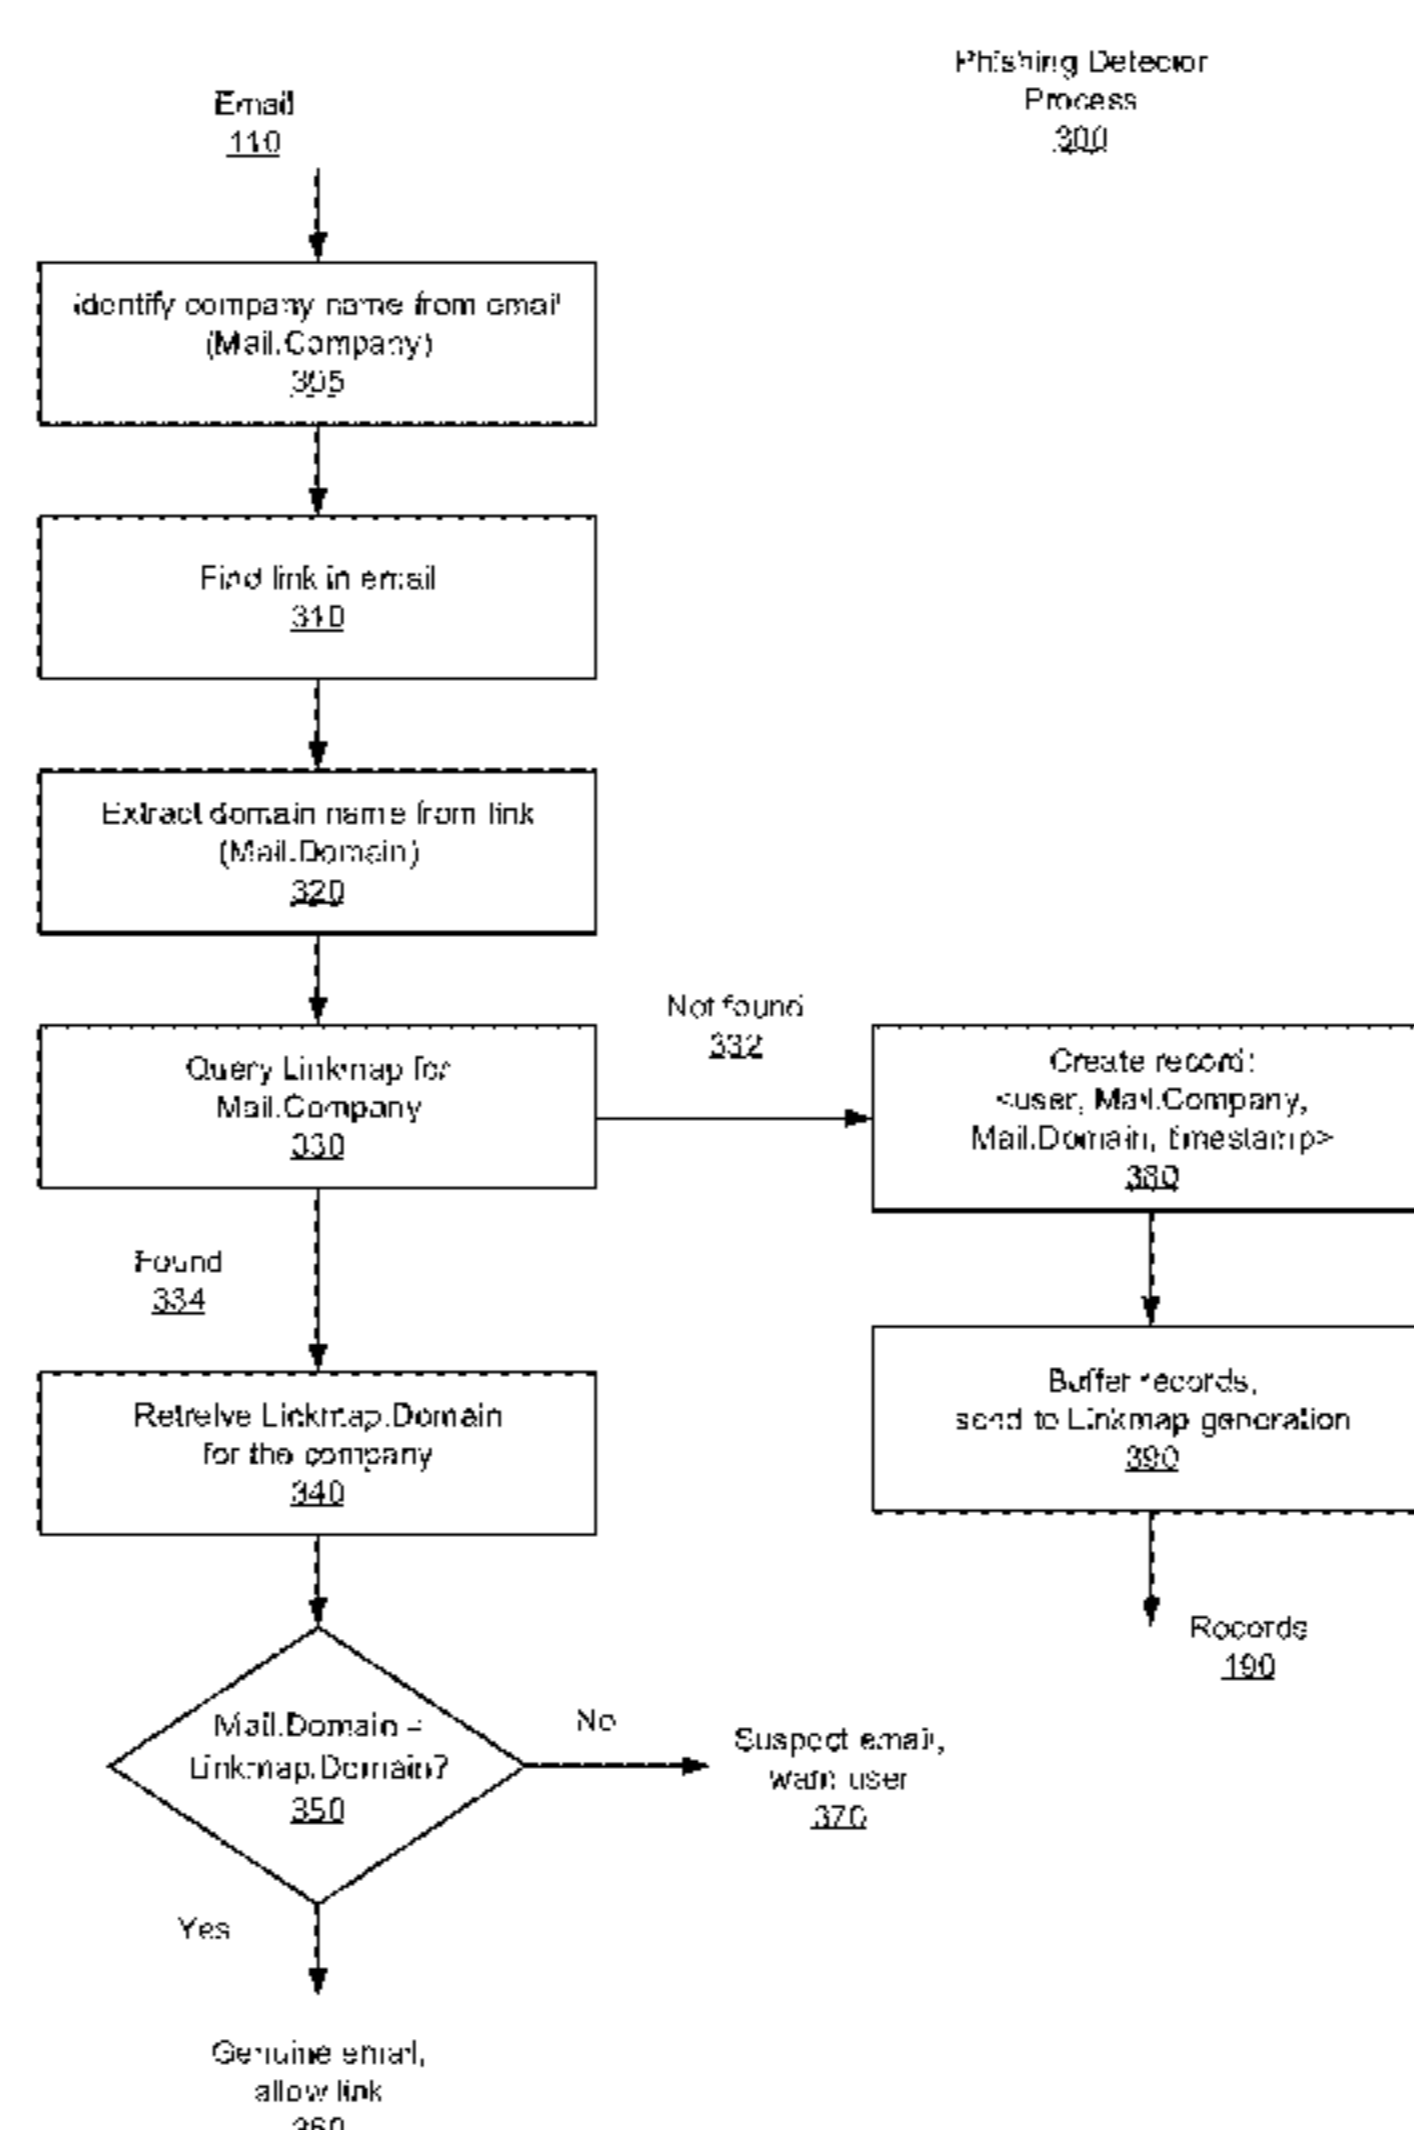 Phishing Detector
Process
300
Email
110
Identify company name from email
(Mail.Company)
305
Find link in email
310
Extract domain name from link
(Mail.Domain)
320
Query Linkmap for
Mail.Company
330
Not found
332
Create record:
<user, Mail.Company,
Mail.Domain, timestamp>
380
Found
334
Buffer records,
send to Linkmap generation
390
Retreive Linkmap.Domain
for the company
340
Records
190
Mail.Domain =
Linkmap.Domain?
350
No
Suspect email,
warn user
370
Yes
Genuine email,
allow link
360